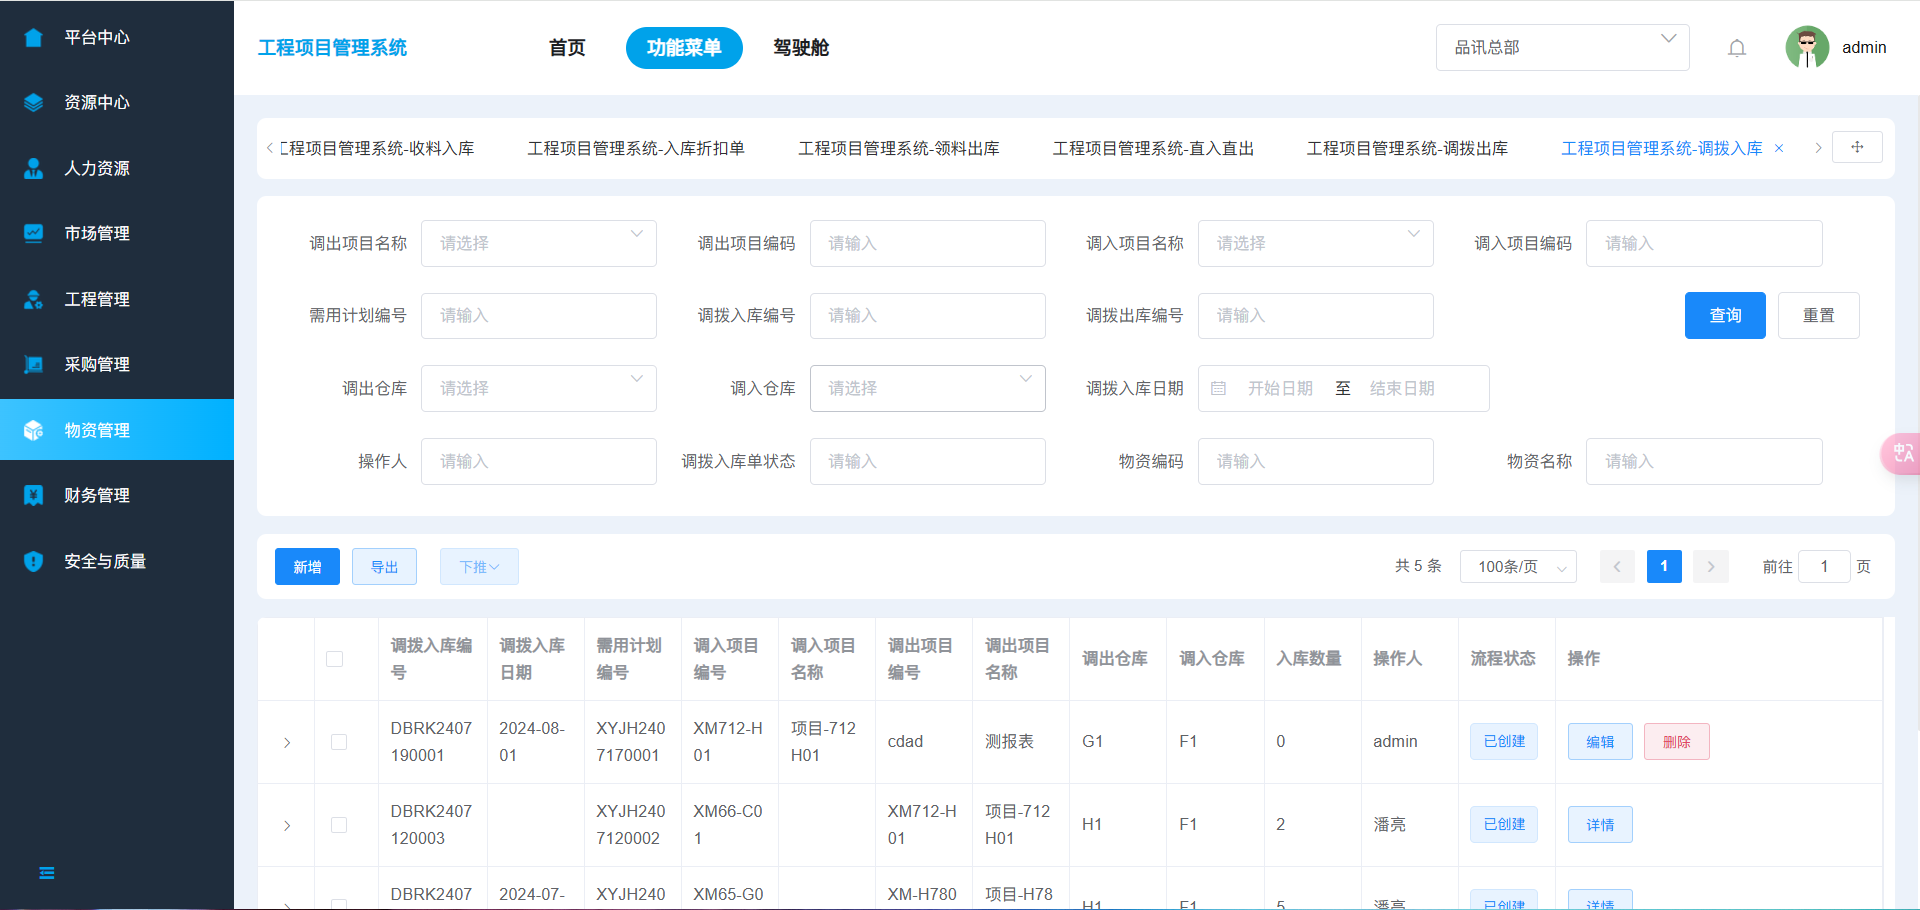 平台中心
资源中心
人力资源
市场管理
工程管理
采购管理
物资管理
财务管理
安全与质量
工程项目管理系统
首页
功能菜单
驾驶舱
品讯总部
admin
工程项目管理系统-收料入库
工程项目管理系统-入库折扣单
工程项目管理系统-领料出库
工程项目管理系统-直入直出
工程项目管理系统-调拨出库
工程项目管理系统-调拨入库
调出项目名称 请选择 调出项目编码 请输入 调入项目名称 请选择 调入项目编码 请输入
需用计划编号 请输入 调拨入库编号 请输入 调拨出库编号 请输入 查询 重置
调出仓库 请选择 调入仓库 请选择 调拨入库日期 开始日期 至 结束日期
操作人 请输入 调拨入库单状态 请输入 物资编码 请输入 物资名称 请输入
新增 导出 下推 共 5 条 100条/页 1 前往 1 页
调拨入库编号 调拨入库日期 需用计划编号 调入项目编号 调入项目名称 调出项目编号 调出项目名称 调出仓库 调入仓库 入库数量 操作人 流程状态 操作
DBRK2407190001 2024-08-01 XYJH2407170001 XM712-H01 项目-712H01 cdad 测报表 G1 F1 0 admin 已创建 编辑 删除
DBRK2407120003 XYJH2407120002 XM66-C01 XM712-H01 项目-712H01 H1 F1 2 潘亮 已创建 详情
DBRK2407 2024-07- XYJH240 XM65-G0 XM-H780 项目-H78 H1 F1 5 潘亮 已创建 详情